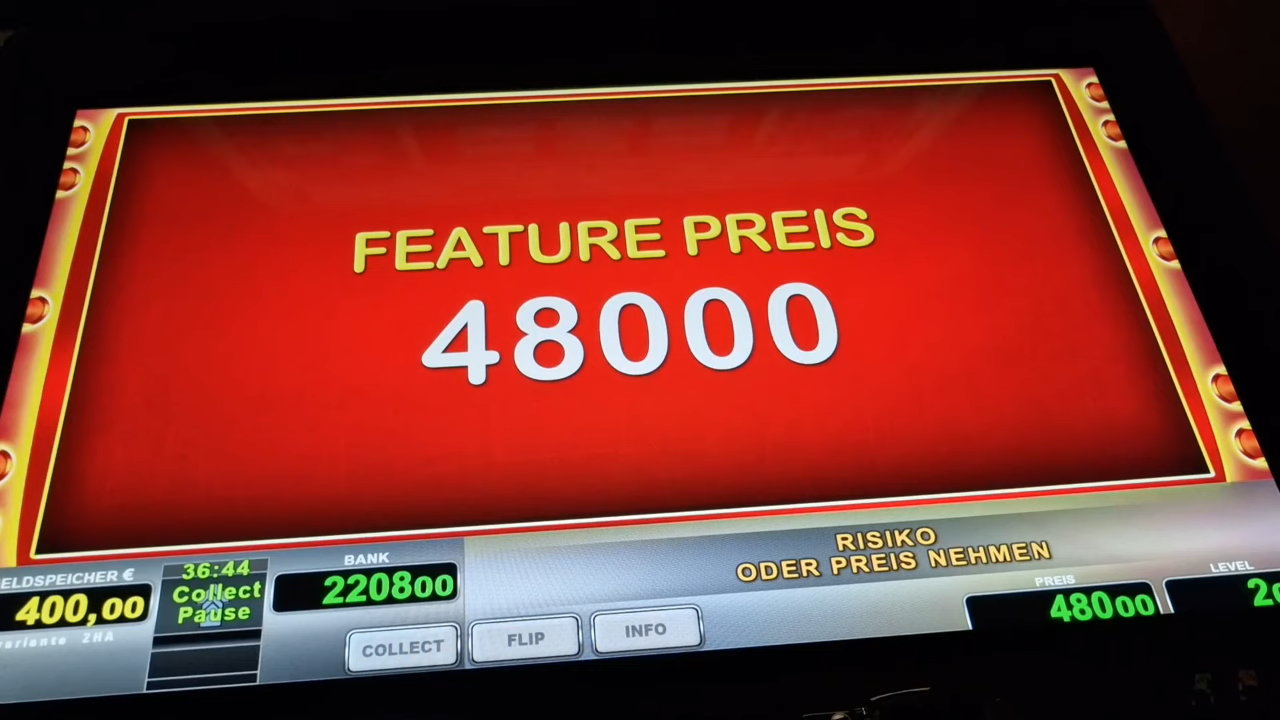 FEATURE PREIS
48000
RISIKO
ODER PREIS NEHMEN
ELDSPEICHER €
400,00
variante 2HA
36:44
Collect
Pause
BANK
220800
COLLECT
FLIP
INFO
PREIS
48000
LEVEL